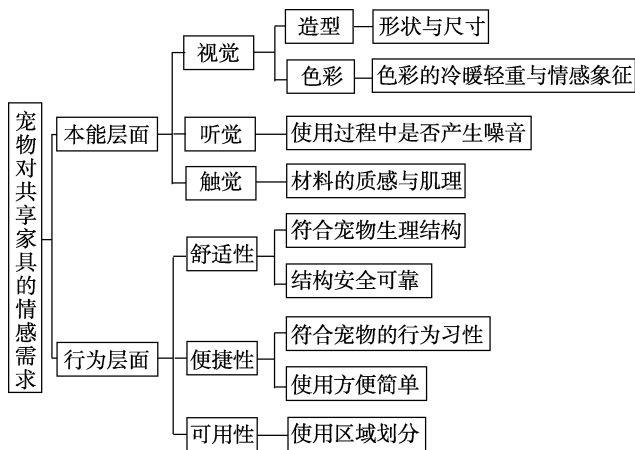 宠物对共享家具的情感需求
本能层面
视觉
造型
形状与尺寸
色彩
色彩的冷暖轻重与情感象征
听觉
使用过程中是否产生噪音
触觉
材料的质感与肌理
行为层面
舒适性
符合宠物生理结构
结构安全可靠
便捷性
符合宠物的行为习性
使用方便简单
可用性
使用区域划分